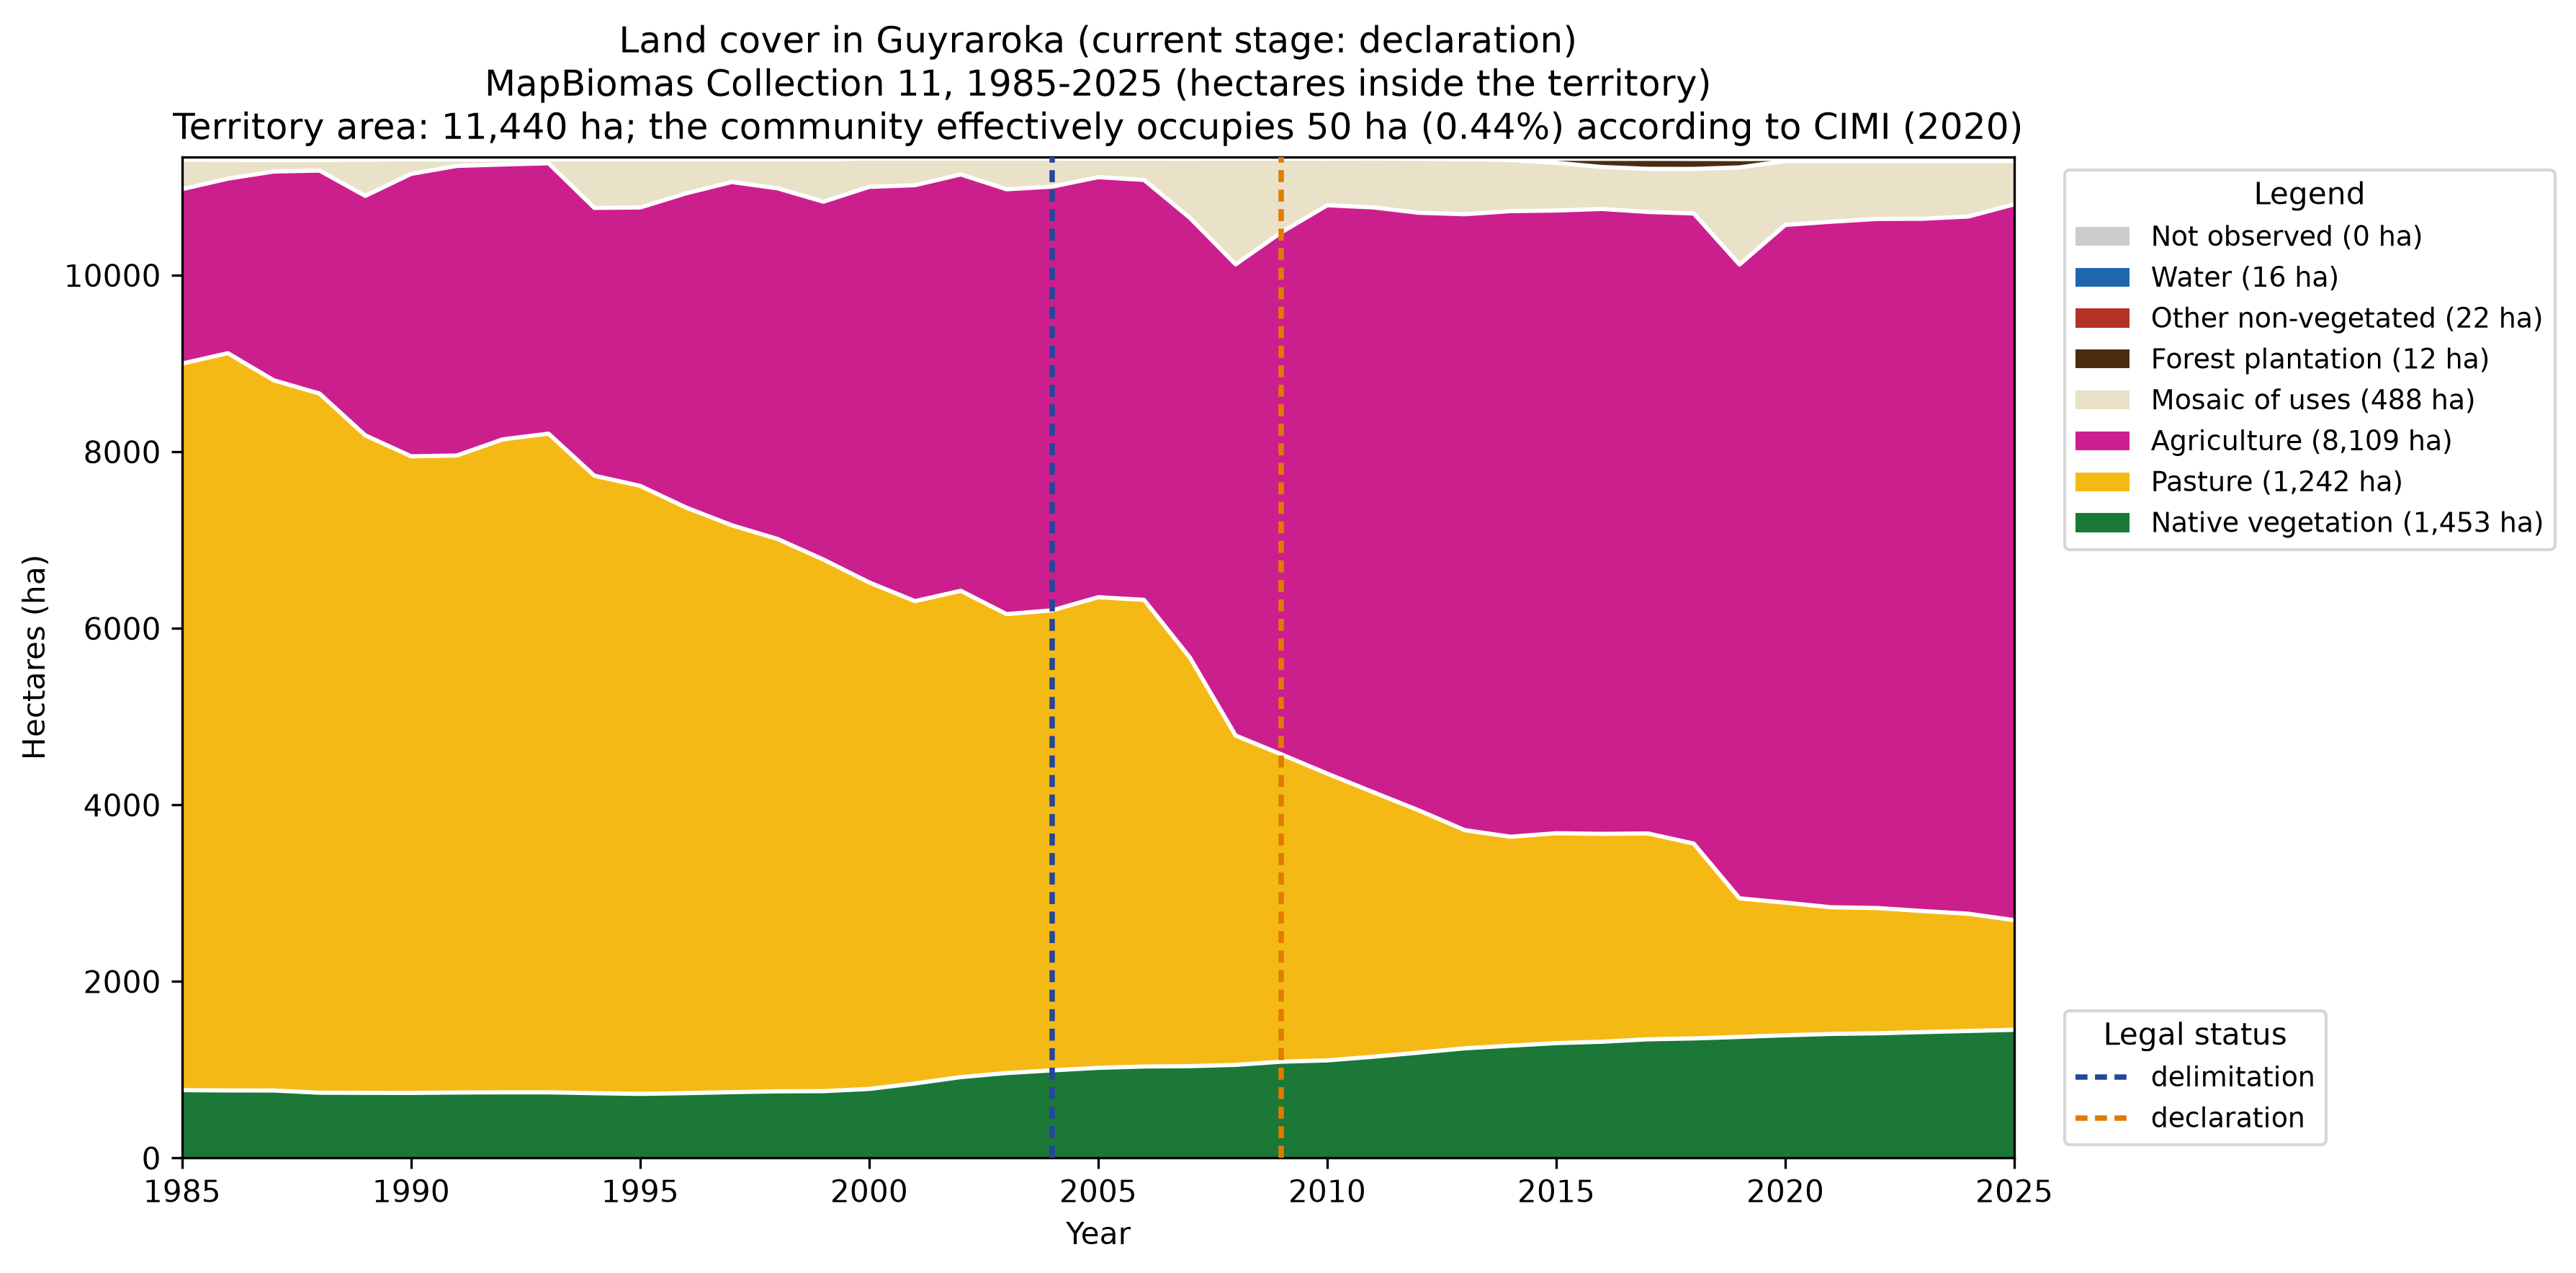 Land cover in Guyraroka (current stage: declaration)
MapBiomas Collection 11, 1985-2025 (hectares inside the territory)
Territory area: 11,440 ha; the community effectively occupies 50 ha (0.44%) according to CIMI (2020)
Hectares (ha)
10000
8000
6000
4000
2000
0
1985 1990 1995 2000 2005 2010 2015 2020 2025
Year
Legend
Not observed (0 ha)
Water (16 ha)
Other non-vegetated (22 ha)
Forest plantation (12 ha)
Mosaic of uses (488 ha)
Agriculture (8,109 ha)
Pasture (1,242 ha)
Native vegetation (1,453 ha)
Legal status
delimitation
declaration